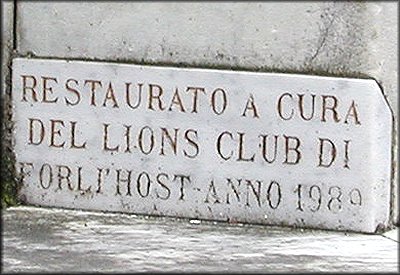 RESTAURATO A CURA
DEL LIONS CLUB DI
FORLI' HOST-ANNO 1989